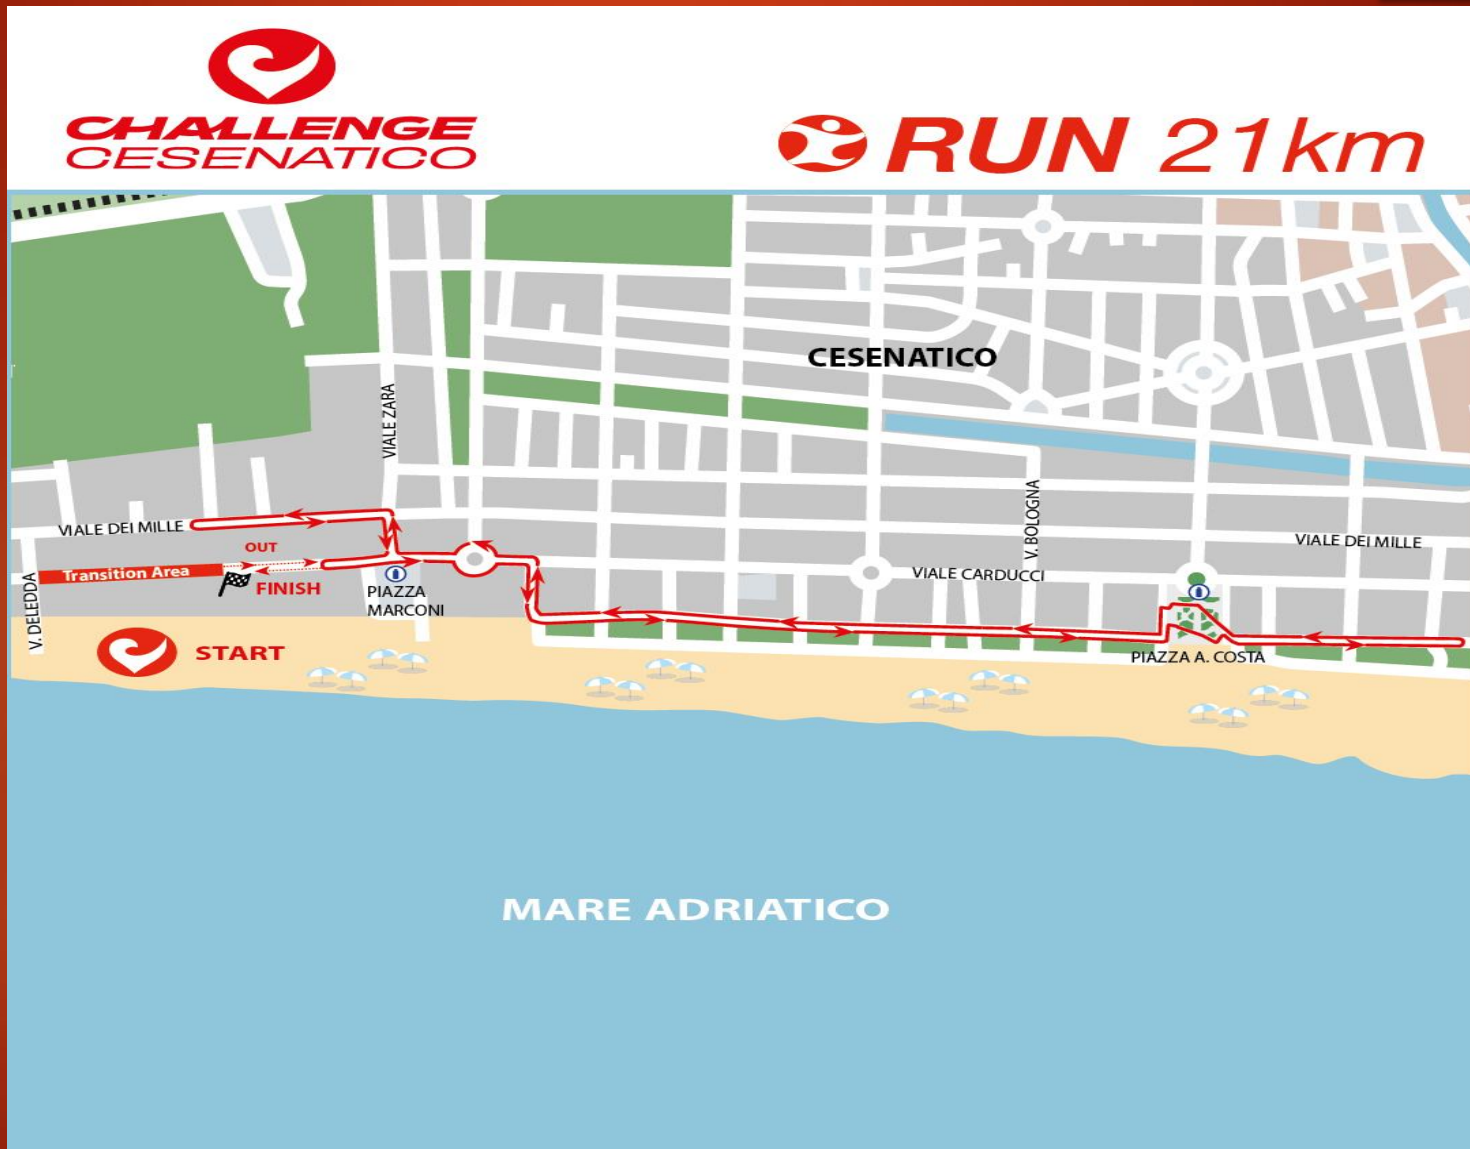 CHALLENGE
CESENATICO
RUN 21km
CESENATICO
VIALE ZARA
V. BOLOGNA
VIALE DEI MILLE
VIALE DEI MILLE
OUT
Transition Area
FINISH
PIAZZA
MARCONI
VIALE CARDUCCI
V. DELEDDA
START
PIAZZA A. COSTA
MARE ADRIATICO